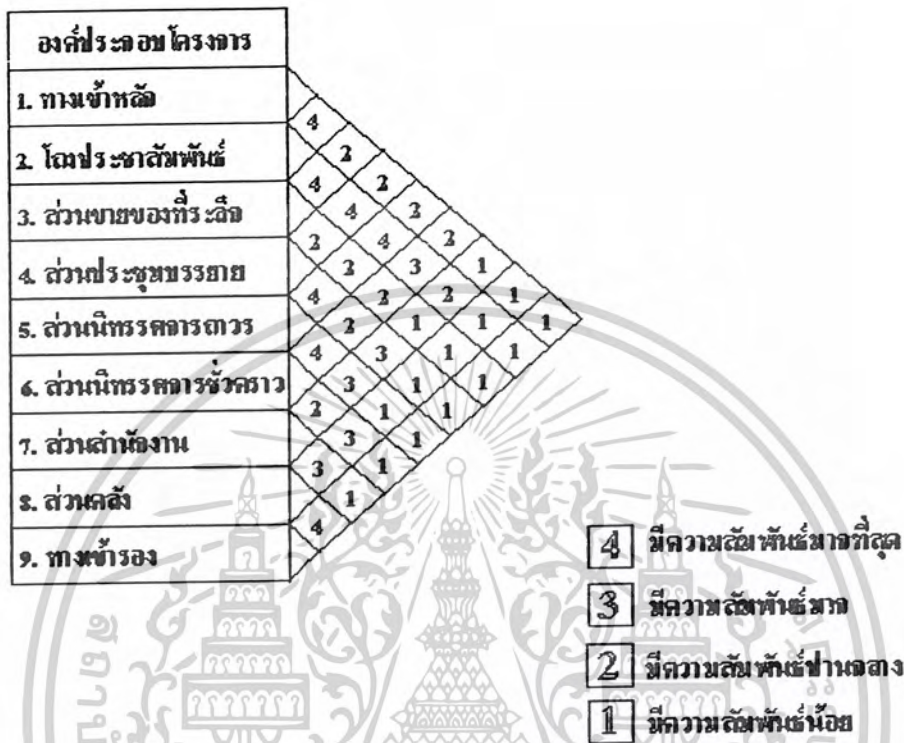 องค์ประกอบโครงการ
1. ทางเข้าหลัก
4
2
2. โถงประชาสัมพันธ์
4 2
3. ส่วนขายของที่ระลึก
4 2
2 4 2
4. ส่วนประชุมบรรยาย
2 3 1
4 2 2 1
5. ส่วนนิทรรศการถาวร
2 1 1 1
4 3 1 1
6. ส่วนนิทรรศการชั่วคราว
3 1 1
2 1 1
7. ส่วนสำนักงาน
3 1
3 1
8. ส่วนคลัง
1
4
9. ทางเข้ารอง
4 มีความสัมพันธ์มากที่สุด
3 มีความสัมพันธ์มาก
2 มีความสัมพันธ์ปานกลาง
1 มีความสัมพันธ์น้อย